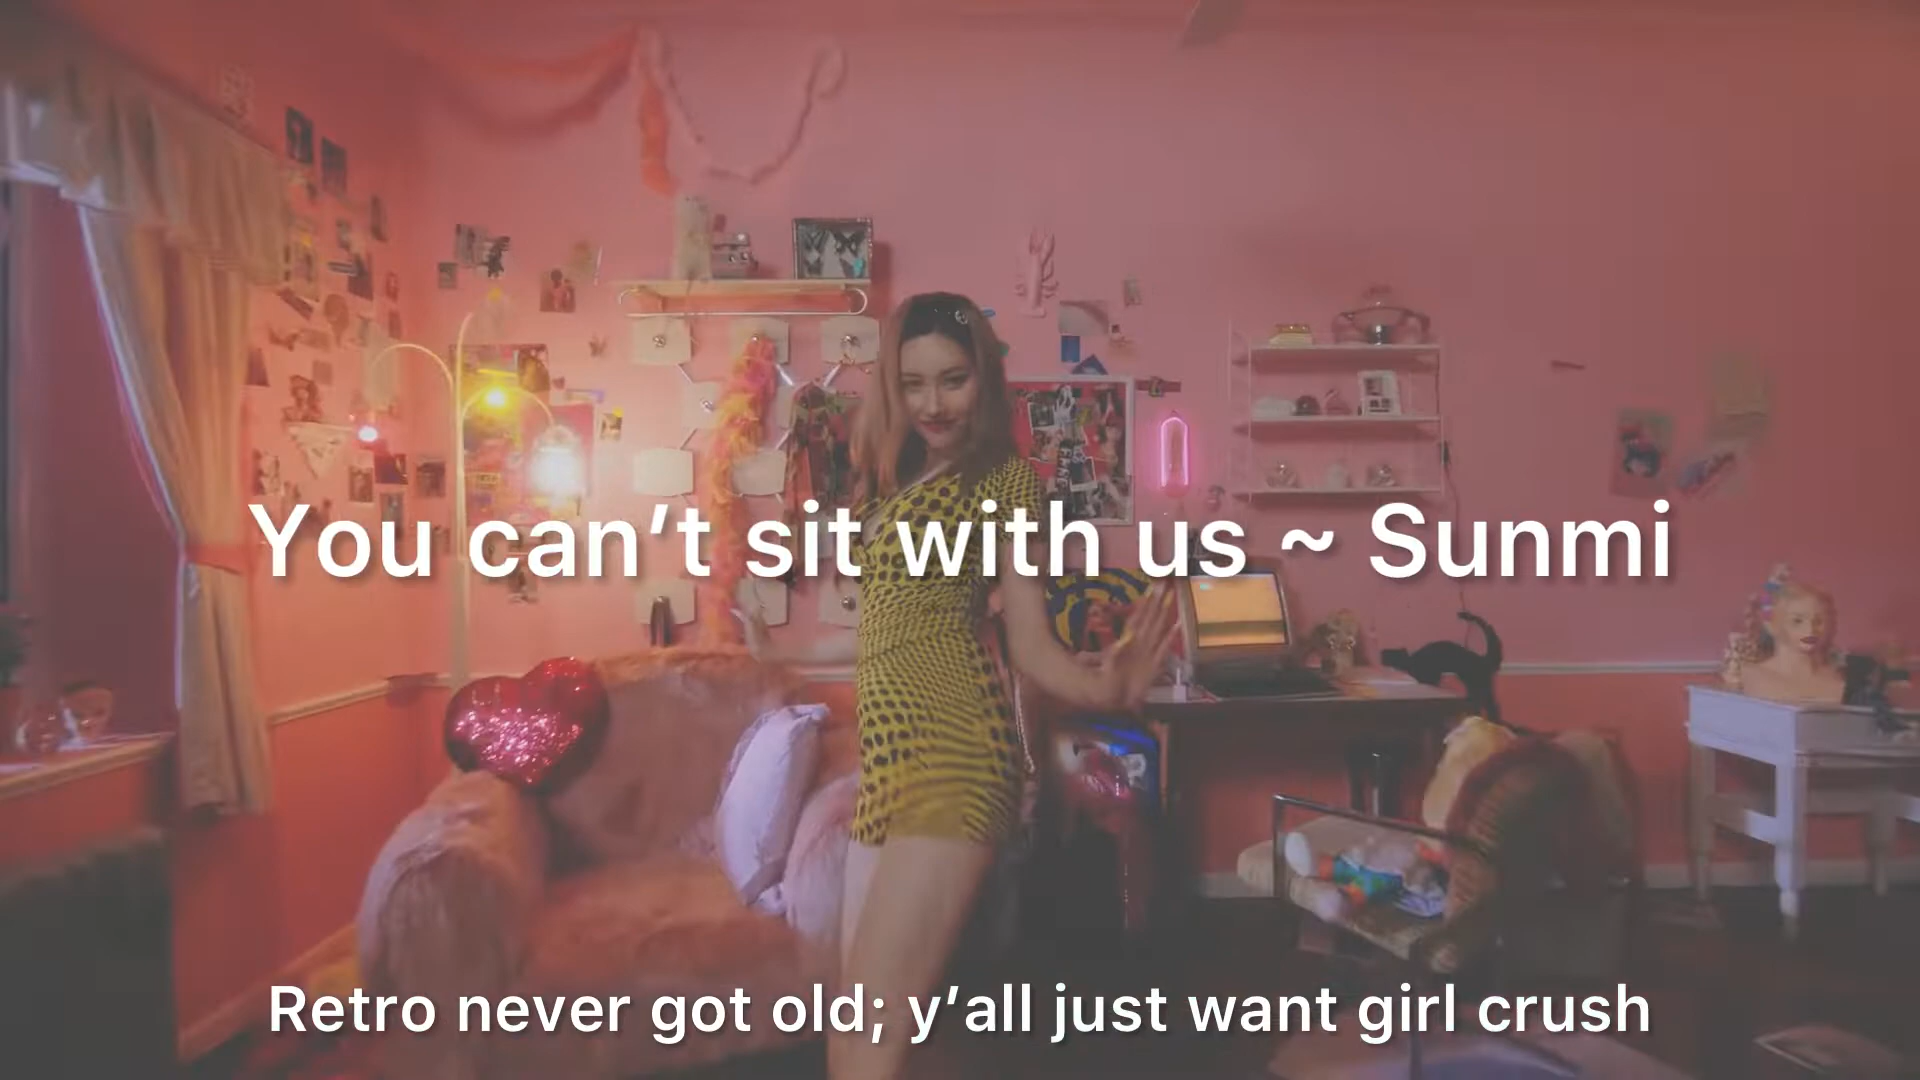 You can’t sit with us ~ Sunmi
Retro never got old; y’all just want girl crush